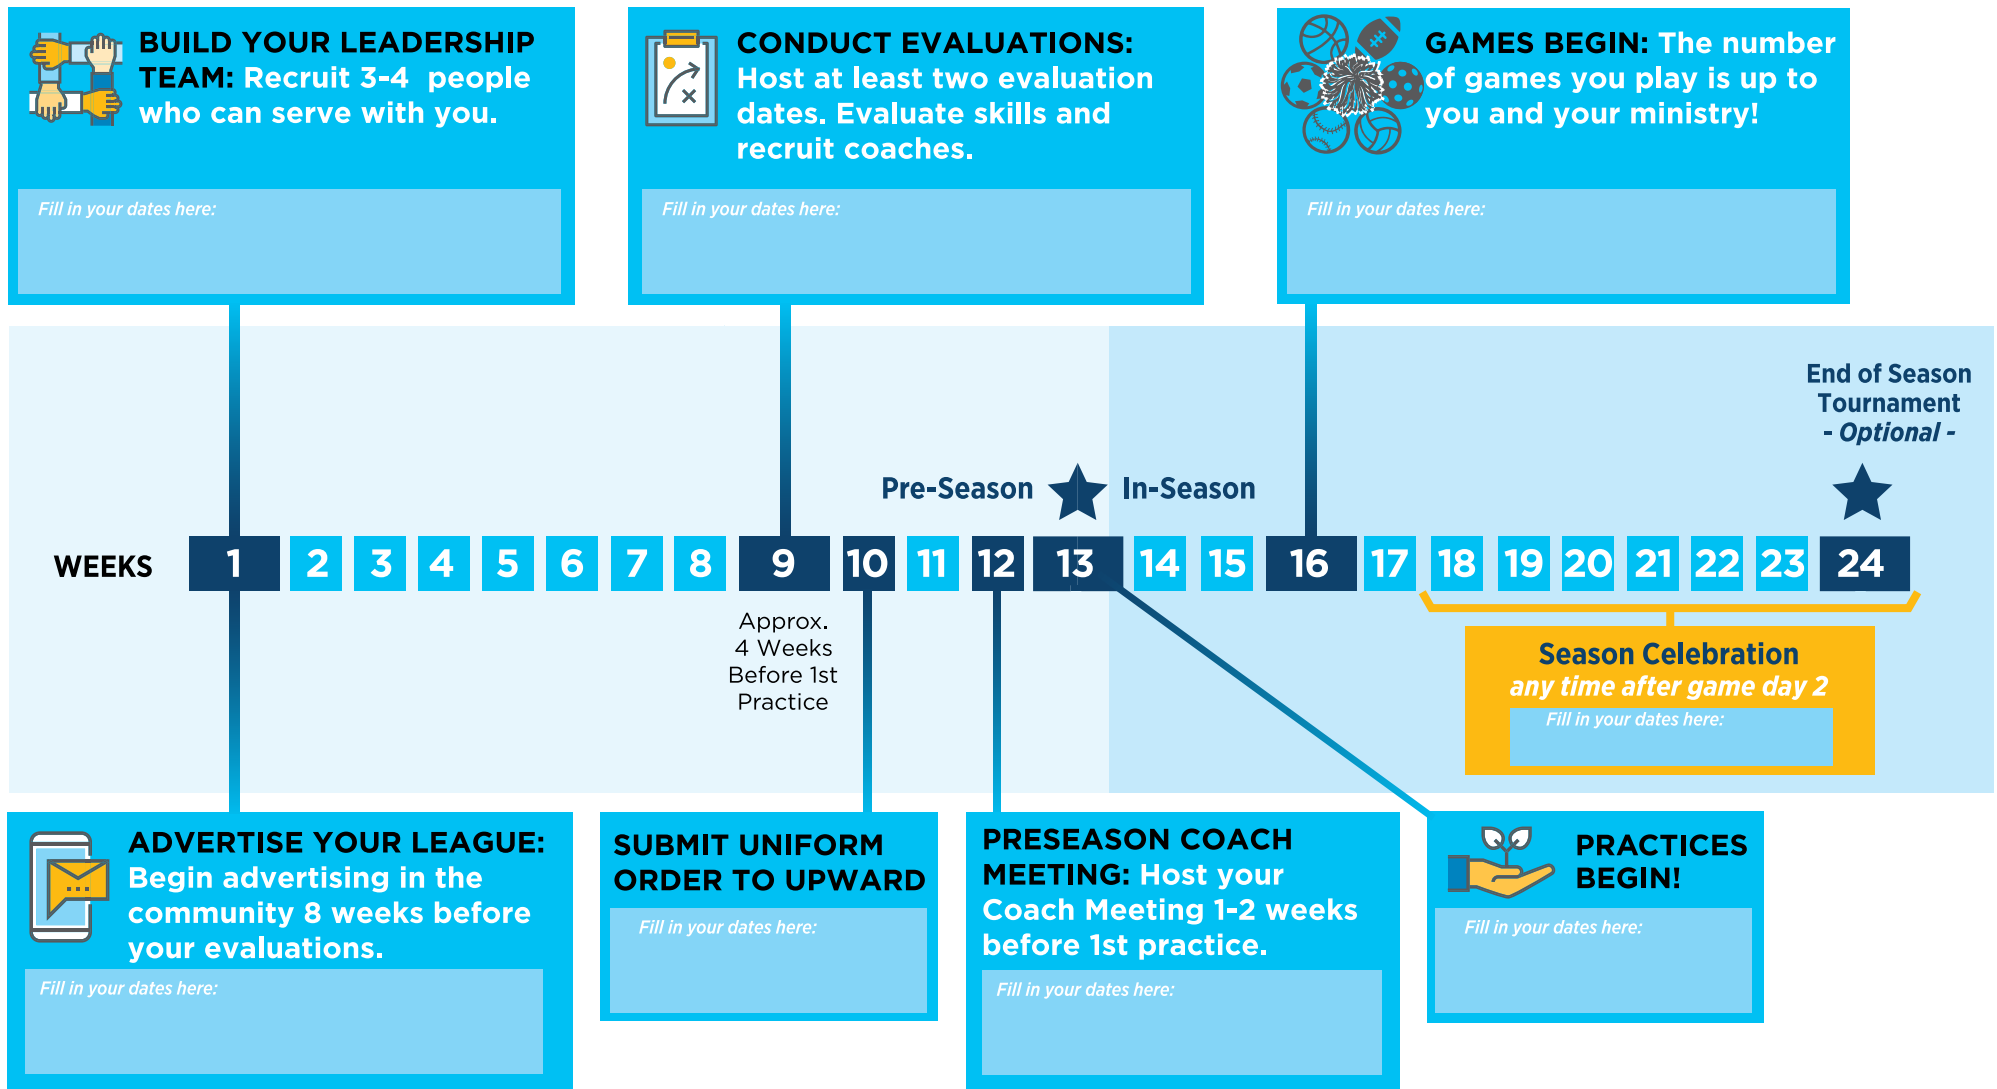 BUILD YOUR LEADERSHIP
TEAM: Recruit 3-4 people
who can serve with you.
Fill in your dates here:
CONDUCT EVALUATIONS:
Host at least two evaluation
dates. Evaluate skills and
recruit coaches.
Fill in your dates here:
GAMES BEGIN: The number
of games you play is up to
you and your ministry!
Fill in your dates here:
End of Season
Tournament
- Optional -
Pre-Season
In-Season
WEEKS 1 2 3 4 5 6 7 8 9 10 11 12 13 14 15 16 17 18 19 20 21 22 23 24
Approx.
4 Weeks
Before 1st
Practice
Season Celebration
any time after game day 2
Fill in your dates here:
ADVERTISE YOUR LEAGUE:
Begin advertising in the
community 8 weeks before
your evaluations.
Fill in your dates here:
SUBMIT UNIFORM
ORDER TO UPWARD
Fill in your dates here:
PRESEASON COACH
MEETING: Host your
Coach Meeting 1-2 weeks
before 1st practice.
Fill in your dates here:
PRACTICES
BEGIN!
Fill in your dates here: